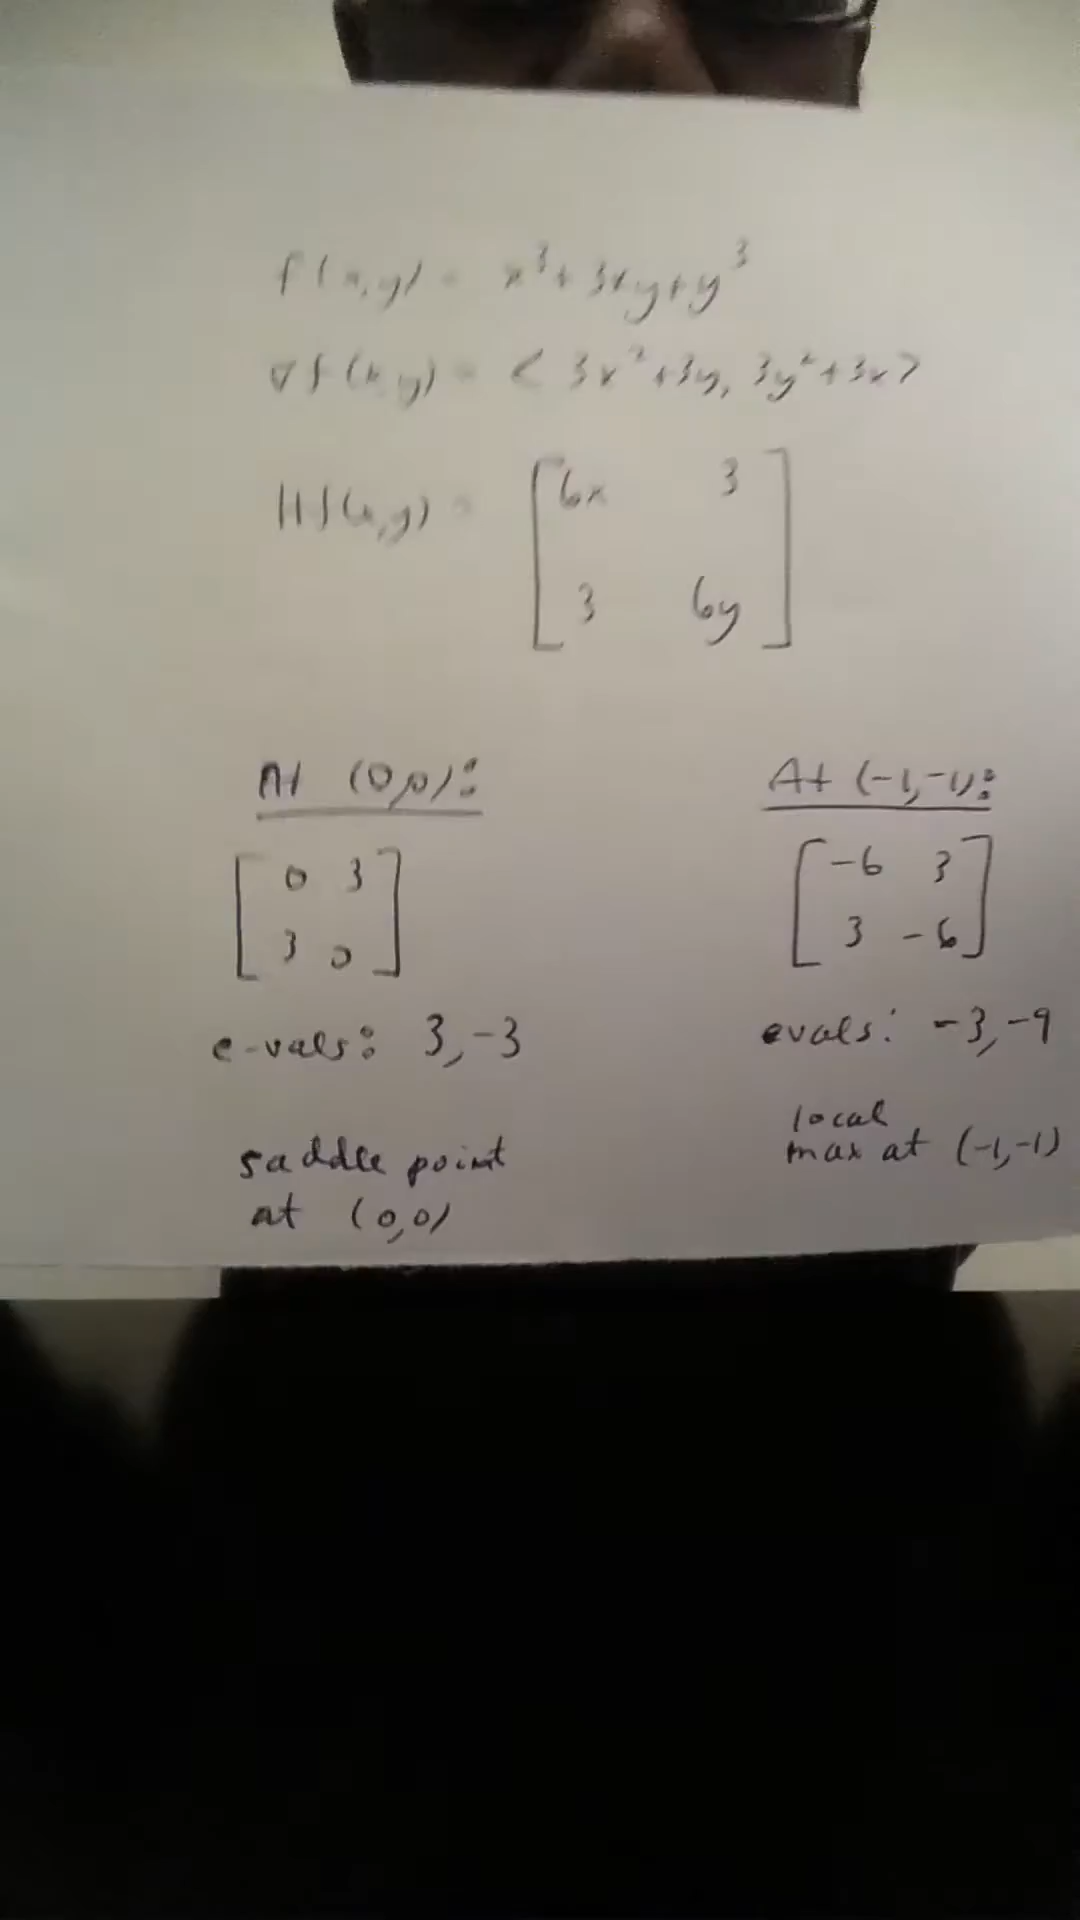 f(x,y) = x³+3xy+y³
∇f(x,y) = < 3x²+3y, 3y²+3x>
Hf(x,y) = [6x 3
3 6y]
At (0,0):
[0 3
3 0]
e-vals: 3,-3
saddle point
at (0,0)
At (-1,-1):
[-6 3
3 -6]
evals: -3,-9
local
max at (-1,-1)